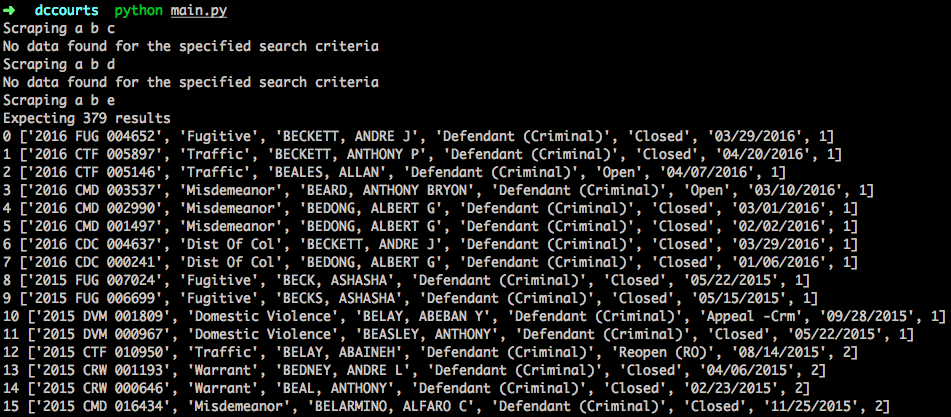 ➜  dccourts  python main.py
Scraping a b c
No data found for the specified search criteria
Scraping a b d
No data found for the specified search criteria
Scraping a b e
Expecting 379 results
0 ['2016 FUG 004652', 'Fugitive', 'BECKETT, ANDRE J', 'Defendant (Criminal)', 'Closed', '03/29/2016', 1]
1 ['2016 CTF 005897', 'Traffic', 'BECKETT, ANTHONY P', 'Defendant (Criminal)', 'Closed', '04/20/2016', 1]
2 ['2016 CTF 005146', 'Traffic', 'BEALES, ALLAN', 'Defendant (Criminal)', 'Open', '04/07/2016', 1]
3 ['2016 CMD 003537', 'Misdemeanor', 'BEARD, ANTHONY BRYON', 'Defendant (Criminal)', 'Open', '03/10/2016', 1]
4 ['2016 CMD 002990', 'Misdemeanor', 'BEDONG, ALBERT G', 'Defendant (Criminal)', 'Closed', '03/01/2016', 1]
5 ['2016 CMD 001497', 'Misdemeanor', 'BEDONG, ALBERT G', 'Defendant (Criminal)', 'Closed', '02/02/2016', 1]
6 ['2016 CDC 004637', 'Dist Of Col', 'BECKETT, ANDRE J', 'Defendant (Criminal)', 'Closed', '03/29/2016', 1]
7 ['2016 CDC 000241', 'Dist Of Col', 'BEDONG, ALBERT G', 'Defendant (Criminal)', 'Closed', '01/06/2016', 1]
8 ['2015 FUG 007024', 'Fugitive', 'BECK, ASHASHA', 'Defendant (Criminal)', 'Closed', '05/22/2015', 1]
9 ['2015 FUG 006699', 'Fugitive', 'BECKS, ASHASHA', 'Defendant (Criminal)', 'Closed', '05/15/2015', 1]
10 ['2015 DVM 001809', 'Domestic Violence', 'BELAY, ABEBAN Y', 'Defendant (Criminal)', 'Appeal -Crm', '09/28/2015', 1]
11 ['2015 DVM 000967', 'Domestic Violence', 'BEASLEY, ANTHONY', 'Defendant (Criminal)', 'Closed', '05/22/2015', 1]
12 ['2015 CTF 010950', 'Traffic', 'BELAY, ABAINEH', 'Defendant (Criminal)', 'Reopen (RO)', '08/14/2015', 2]
13 ['2015 CRW 001193', 'Warrant', 'BEDNEY, ANDRE L', 'Defendant (Criminal)', 'Closed', '04/06/2015', 2]
14 ['2015 CRW 000646', 'Warrant', 'BEAL, ANTHONY', 'Defendant (Criminal)', 'Closed', '02/23/2015', 2]
15 ['2015 CMD 016434', 'Misdemeanor', 'BELARMINO, ALFARO C', 'Defendant (Criminal)', 'Closed', '11/25/2015', 2]